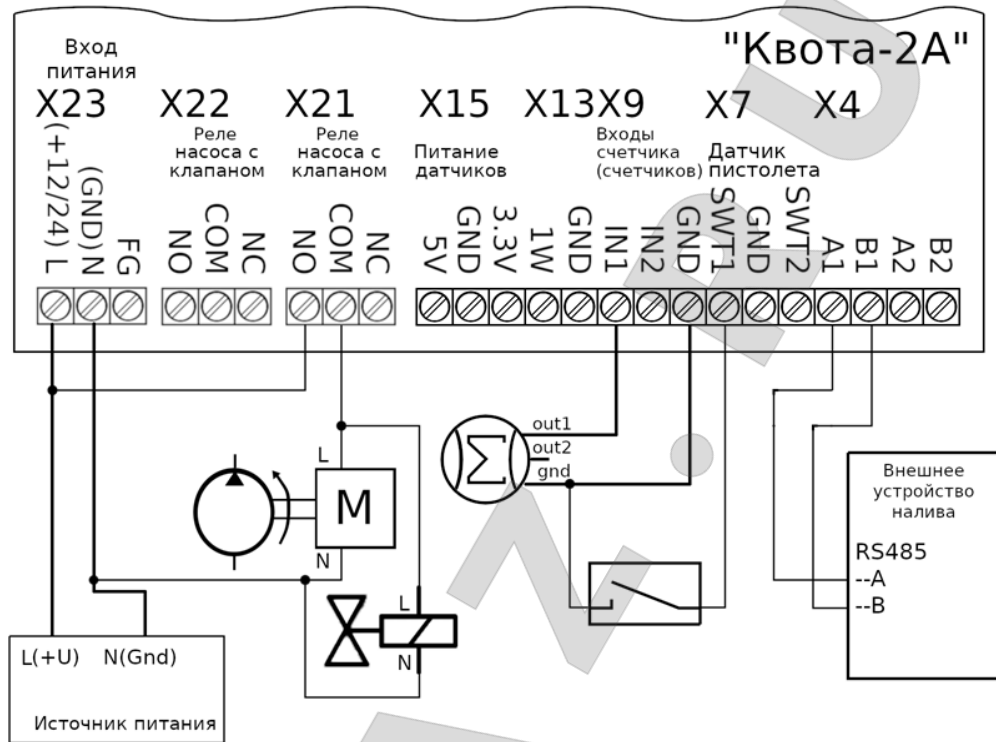 "Квота-2А"
Вход
питания
X23
X22
X21
X15
X13
X9
X7
X4
Реле
насоса с
клапаном
Реле
насоса с
клапаном
Питание
датчиков
Входы
счетчика
(счетчиков)
Датчик
пистолета
(+12/24) L
(GND)N
FG
NO
COM
NC
NO
COM
NC
5V
GND
3.3V
1W
GND
IN1
IN2
GND
SWT1
GND
SWT2
A1
B1
A2
B2
out1
out2
gnd
L
M
N
L
N
Внешнее
устройство
налива
RS485
--A
--B
L(+U) N(Gnd)
Источник питания
Z.RU